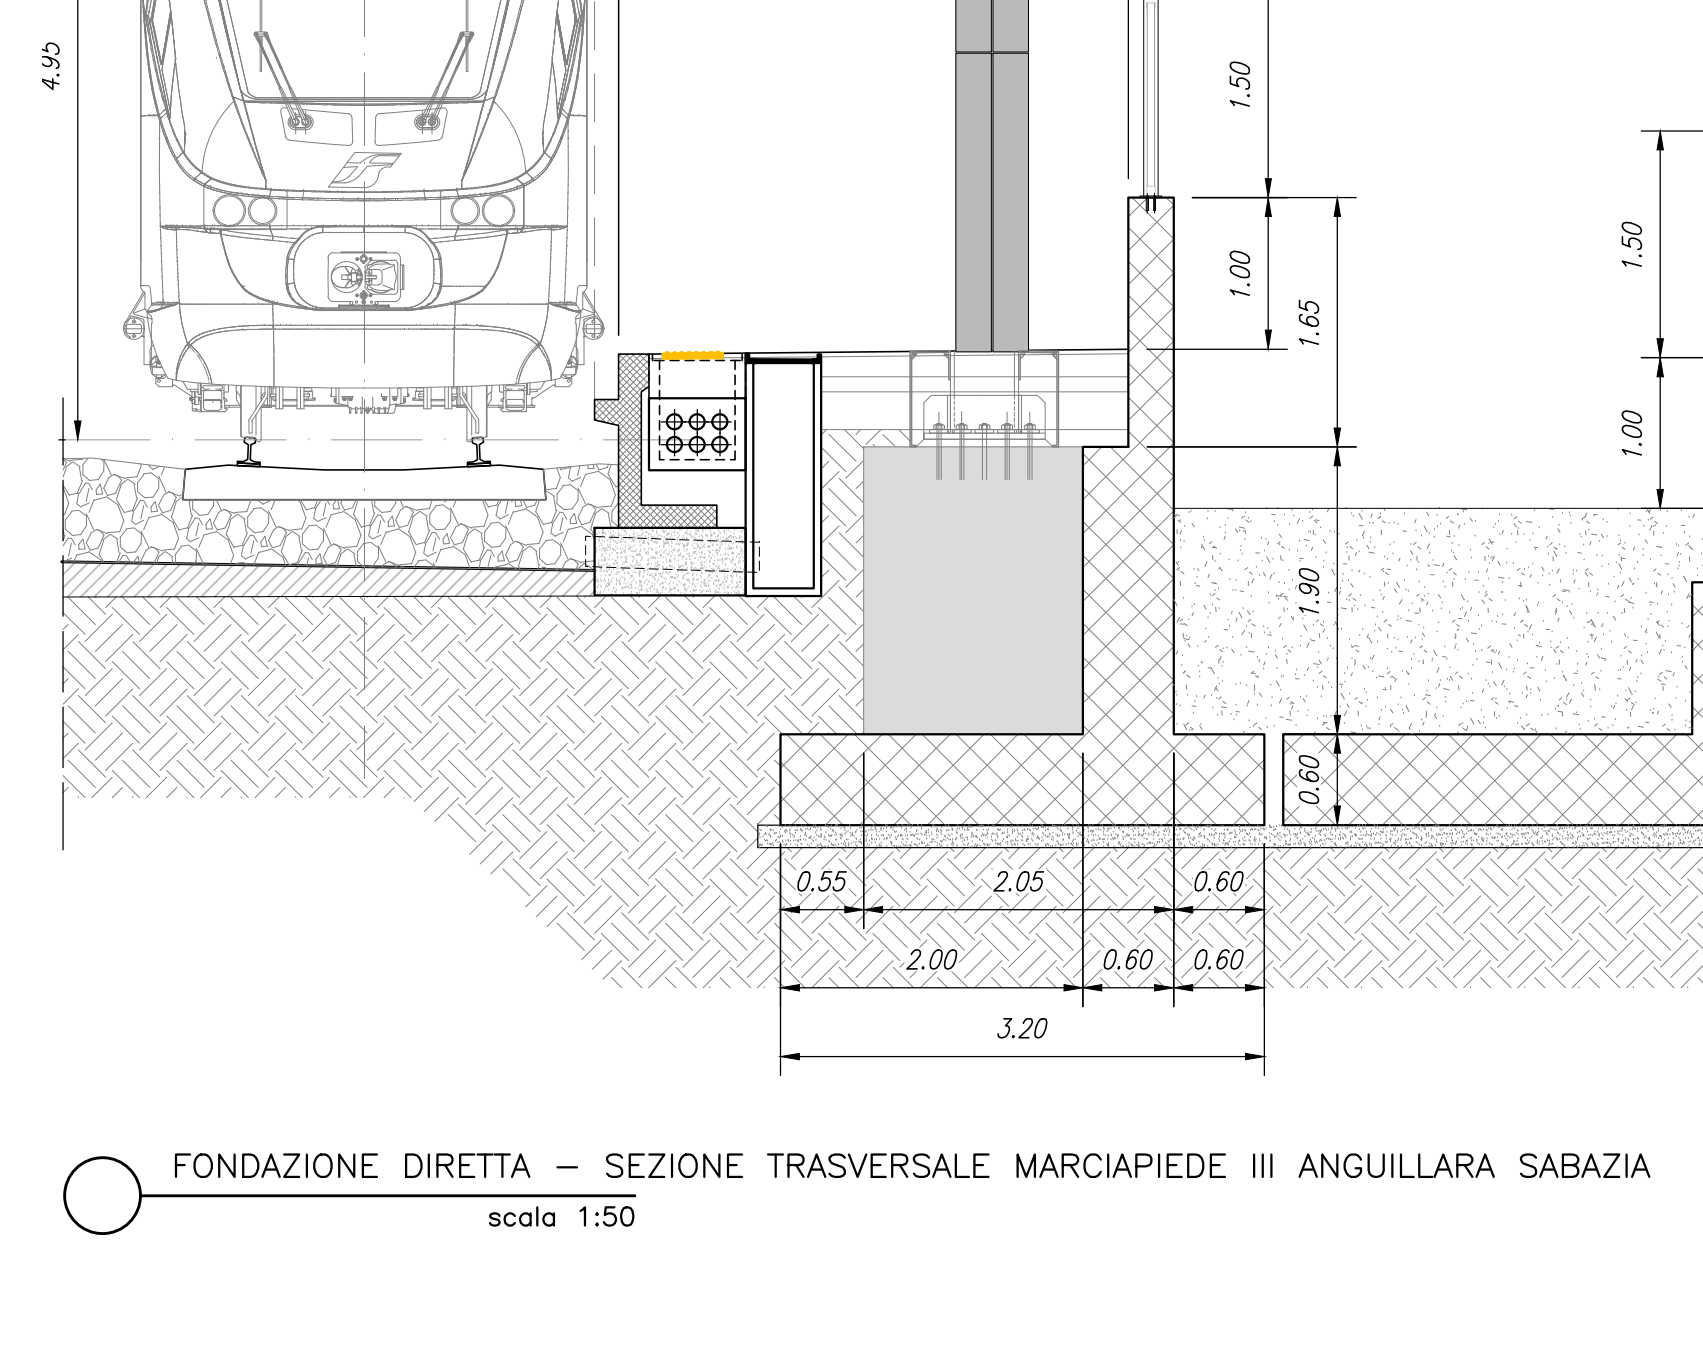 4.95
1.50
1.00
1.65
1.50
1.00
1.90
0.60
0.55 2.05 0.60
2.00 0.60 0.60
3.20
FONDAZIONE DIRETTA – SEZIONE TRASVERSALE MARCIAPIEDE III ANGUILLARA SABAZIA
scala 1:50